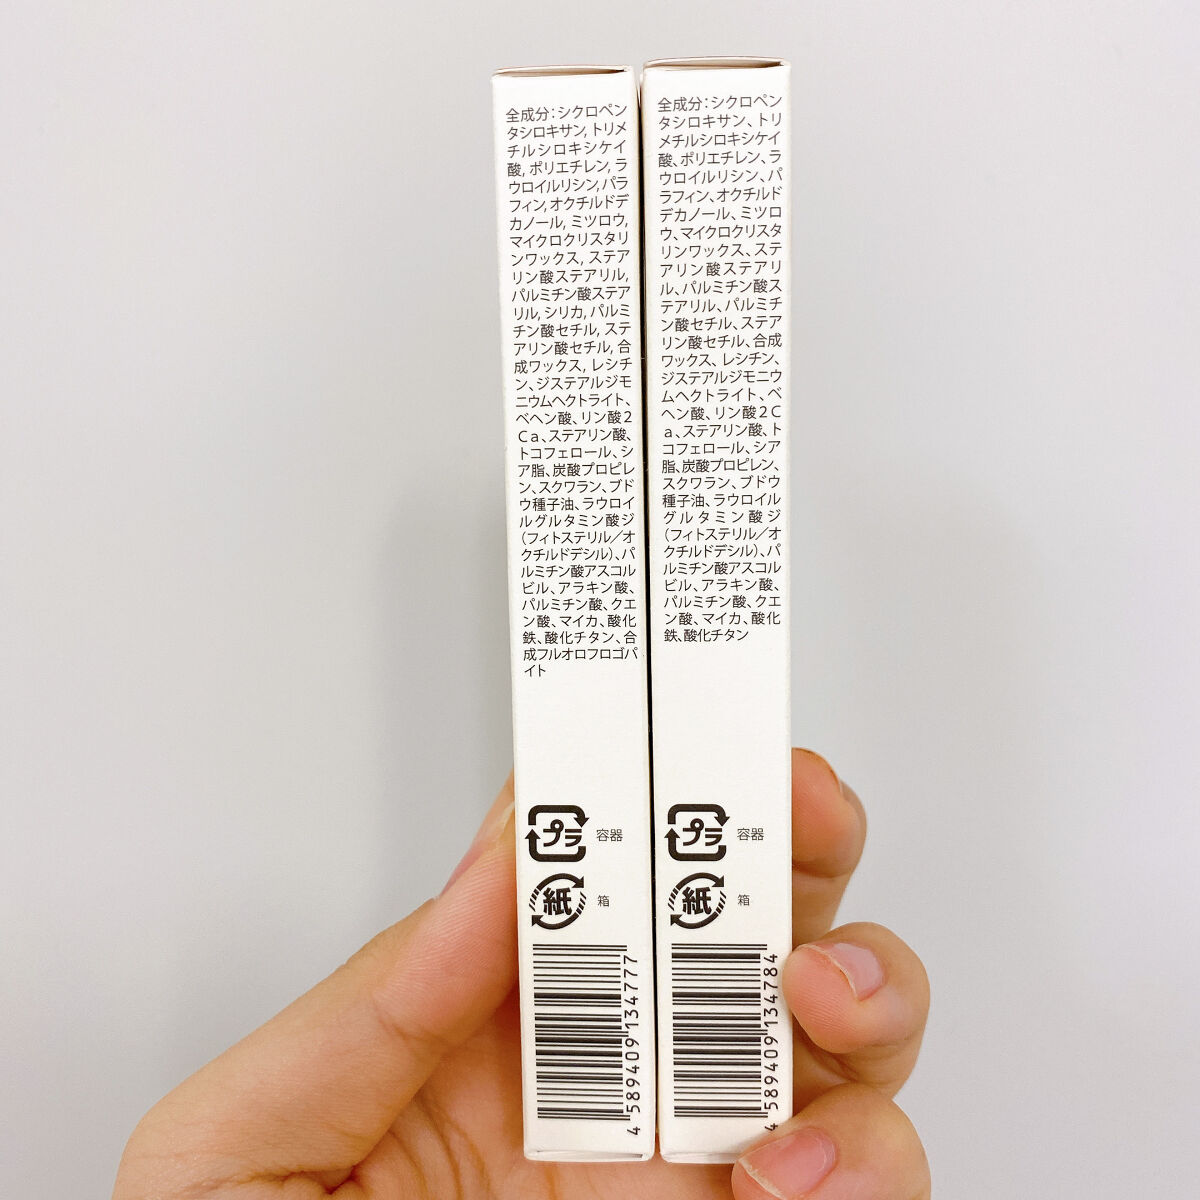 全成分：シクロペン
タシロキサン, トリメ
チルシロキシケイ
酸, ポリエチレン, ラ
ウロイルリシン, パラ
フィン, オクチルドデ
カノール, ミツロウ,
マイクロクリスタリ
ンワックス, ステア
リン酸ステアリル,
パルミチン酸ステア
リル, シリカ, パルミ
チン酸セチル, ステ
アリン酸セチル, 合
成ワックス, レシチ
ン、ジステアルジモ
ニウムヘクトライト、
ベヘン酸、リン酸2
Ca、ステアリン酸、
トコフェロール、シ
ア脂、炭酸プロピレ
ン、スクワラン、ブド
ウ種子油、ラウロイ
ルグルタミン酸ジ
（フィトステリル／オ
クチルドデシル）、パ
ルミチン酸アスコル
ビル、アラキン酸、
パルミチン酸、クエ
ン酸、マイカ、酸化
鉄、酸化チタン、合
成フルオロフロゴパ
イト
プラ 容器
紙 箱
4 589409 134777
全成分：シクロペン
タシロキサン、トリ
メチルシロキシケイ
酸、ポリエチレン、ラ
ウロイルリシン、パ
ラフィン、オクチルド
デカノール、ミツロ
ウ、マイクロクリスタ
リンワックス、ステ
アリン酸ステアリ
ル、パルミチン酸ス
テアリル、パルミチ
ン酸セチル、ステア
リン酸セチル、合成
ワックス、レシチン、
ジステアルジモニウ
ムヘクトライト、ベ
ヘン酸、リン酸2C
a、ステアリン酸、ト
コフェロール、シア
脂、炭酸プロピレン、
スクワラン、ブドウ
種子油、ラウロイル
グルタミン酸ジ
（フィトステリル／オ
クチルドデシル）、パ
ルミチン酸アスコル
ビル、アラキン酸、
パルミチン酸、クエ
ン酸、マイカ、酸化
鉄、酸化チタン
プラ 容器
紙 箱
4 589409 134784